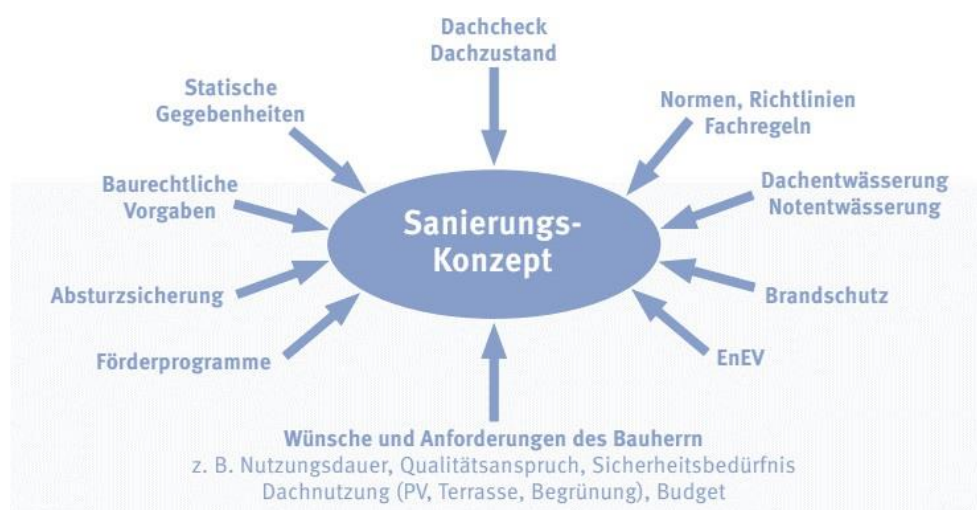 Dachcheck
Dachzustand
Statische
Gegebenheiten
Normen, Richtlinien
Fachregeln
Baurechtliche
Vorgaben
Dachentwässerung
Notentwässerung
Sanierungs-
Konzept
Absturzsicherung
Brandschutz
Förderprogramme
EnEV
Wünsche und Anforderungen des Bauherrn
z. B. Nutzungsdauer, Qualitätsanspruch, Sicherheitsbedürfnis
Dachnutzung (PV, Terrasse, Begrünung), Budget